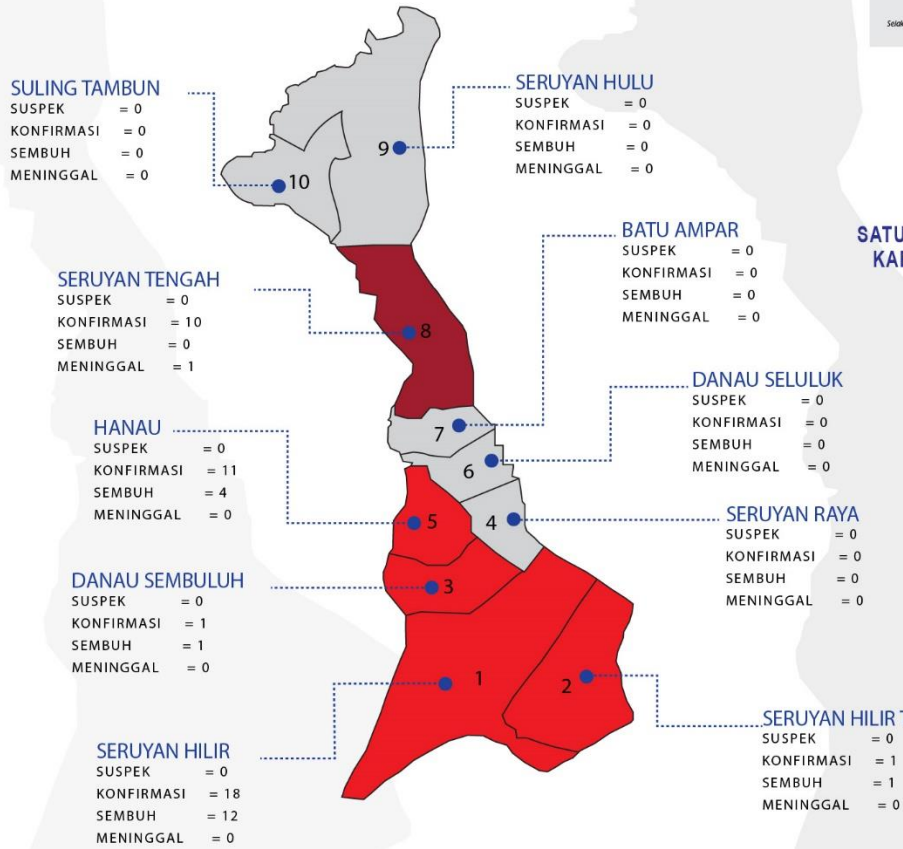 SULING TAMBUN
SUSPEK = 0
KONFIRMASI = 0
SEMBUH = 0
MENINGGAL = 0
SERUYAN HULU
SUSPEK = 0
KONFIRMASI = 0
SEMBUH = 0
MENINGGAL = 0
9
10
BATU AMPAR
SUSPEK = 0
KONFIRMASI = 0
SEMBUH = 0
MENINGGAL = 0
SATU
SERUYAN TENGAH
SUSPEK = 0
KONFIRMASI = 10
SEMBUH = 0
MENINGGAL = 1
8
DANAU SELULUK
SUSPEK = 0
KONFIRMASI = 0
SEMBUH = 0
MENINGGAL = 0
HANAU
SUSPEK = 0
KONFIRMASI = 11
SEMBUH = 4
MENINGGAL = 0
7
6
5
4
SERUYAN RAYA
SUSPEK = 0
KONFIRMASI = 0
SEMBUH = 0
MENINGGAL = 0
DANAU SEMBULUH
SUSPEK = 0
KONFIRMASI = 1
SEMBUH = 1
MENINGGAL = 0
3
1
2
SERUYAN HILIR
SUSPEK = 0
KONFIRMASI = 18
SEMBUH = 12
MENINGGAL = 0
SERUYAN HILIR T
SUSPEK = 0
KONFIRMASI = 1
SEMBUH = 1
MENINGGAL = 0